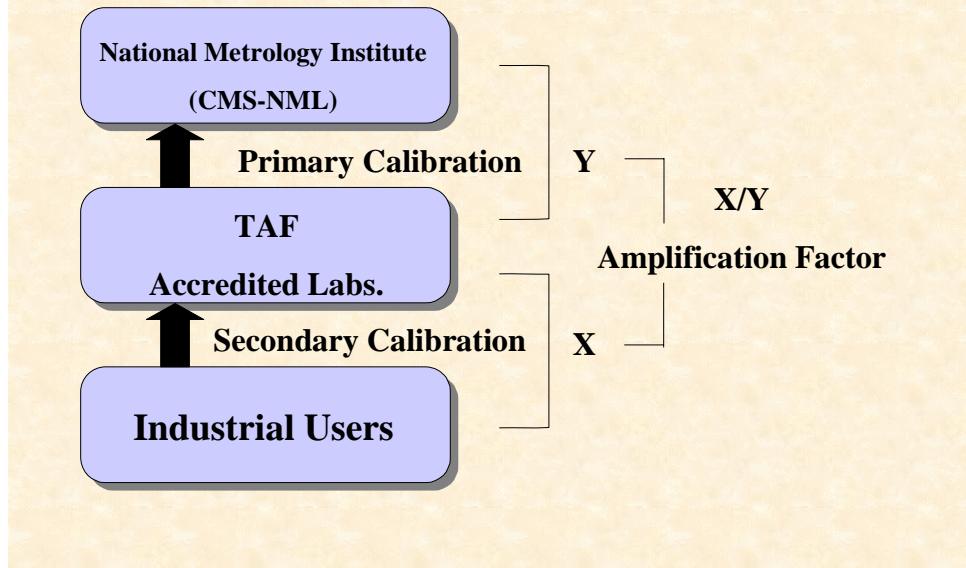 National Metrology Institute
(CMS-NML)
Primary Calibration
Y
X/Y
TAF
Amplification Factor
Accredited Labs.
Secondary Calibration
X
Industrial Users